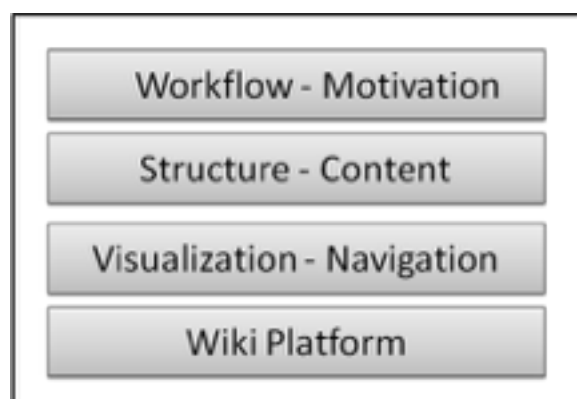 Workflow - Motivation
Structure - Content
Visualization - Navigation
Wiki Platform